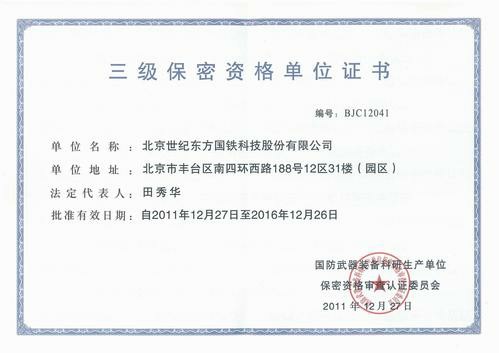 三级保密资格单位证书
编号：BJC12041
单位名称：北京世纪东方国铁科技股份有限公司
单位地址：北京市丰台区南四环西路188号12区31楼（园区）
法定代表人：田秀华
批准有效日期：自2011年12月27日至2016年12月26日
国防武器装备科研生产单位
保密资格审查认证委员会
2011年12月27日